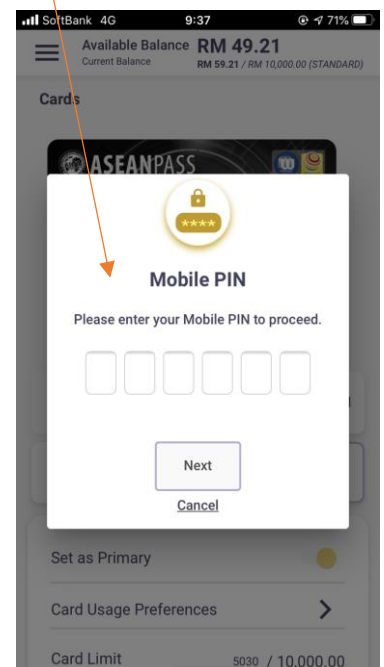 SoftBank 4G 9:37 71%
Available Balance RM 49.21
Current Balance RM 59.21 / RM 10,000.00 (STANDARD)
Cards
ASEANPASS
****
Mobile PIN
Please enter your Mobile PIN to proceed.
Next
Cancel
Set as Primary
Card Usage Preferences
Card Limit 5030 / 10,000.00